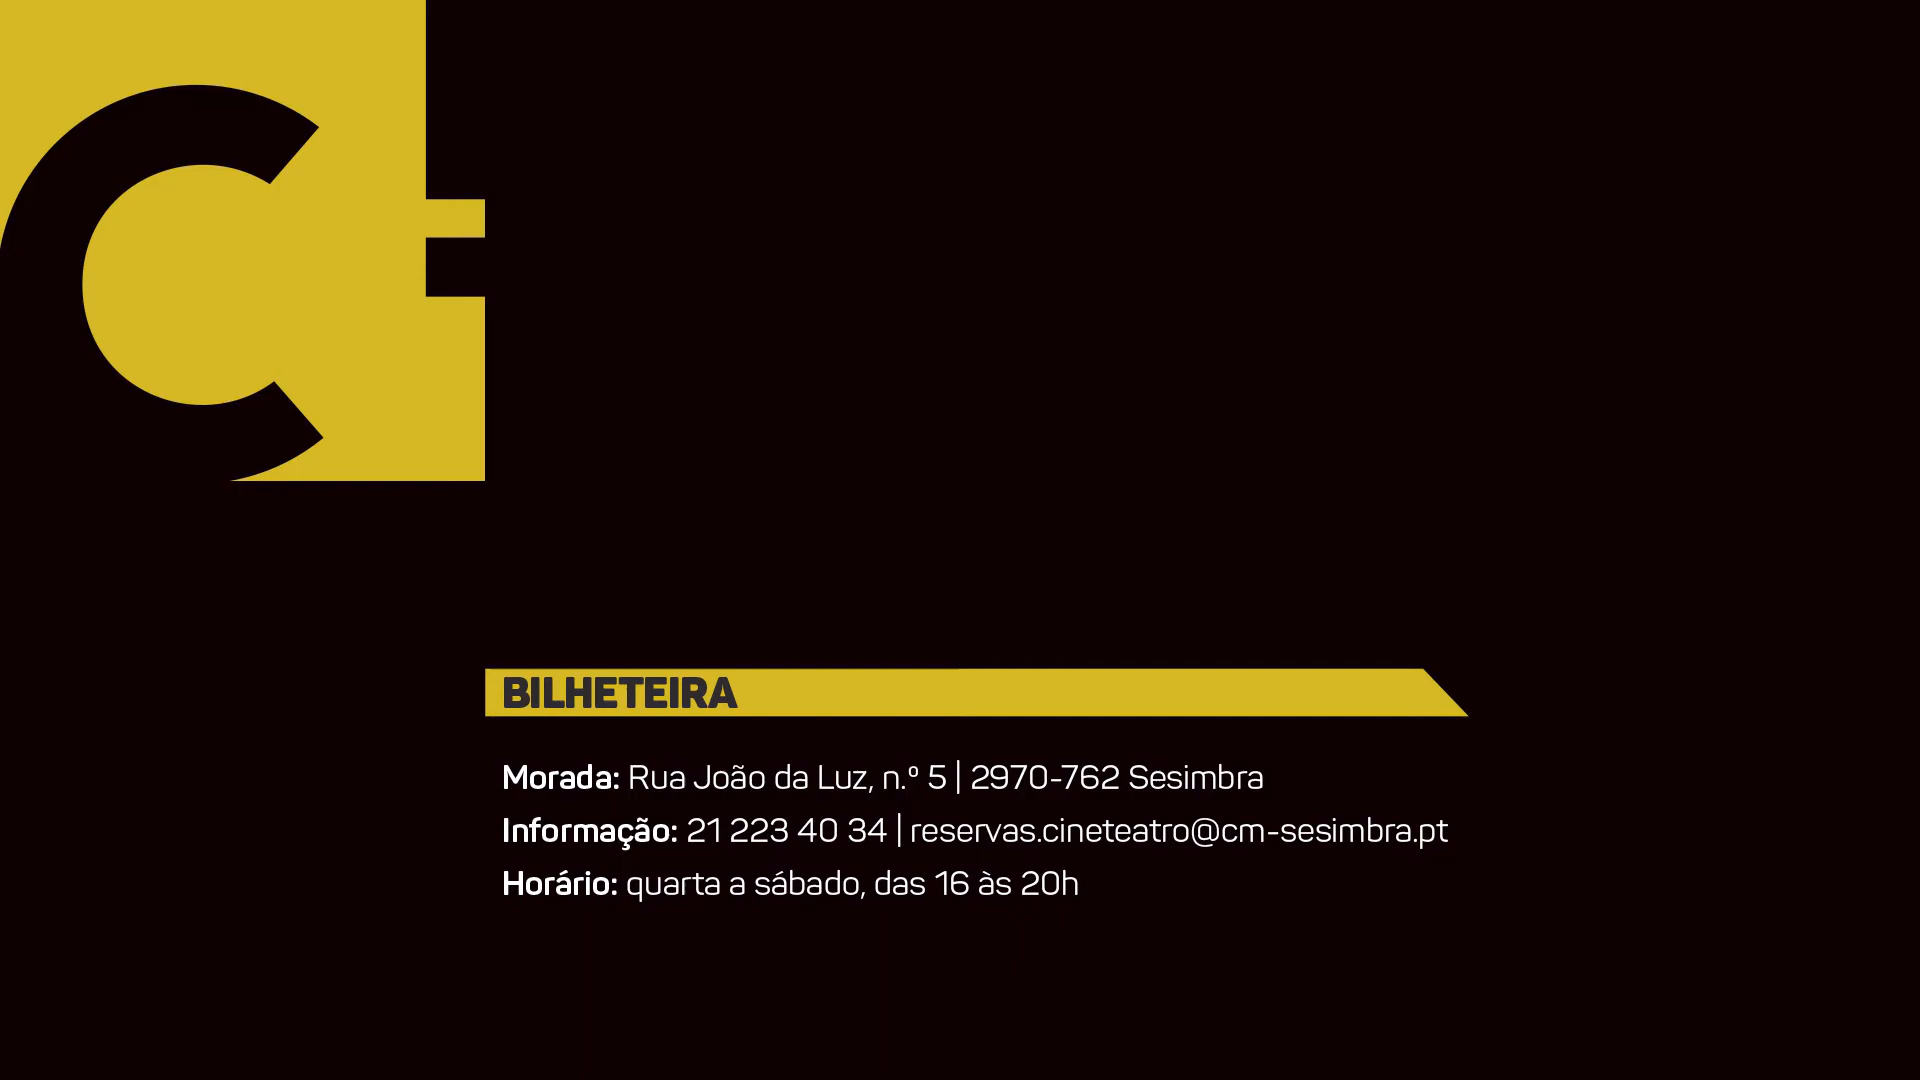 BILHETEIRA
Morada: Rua João da Luz, n.º 5 | 2970-762 Sesimbra
Informação: 21 223 40 34 | reservas.cineteatro@cm-sesimbra.pt
Horário: quarta a sábado, das 16 às 20h